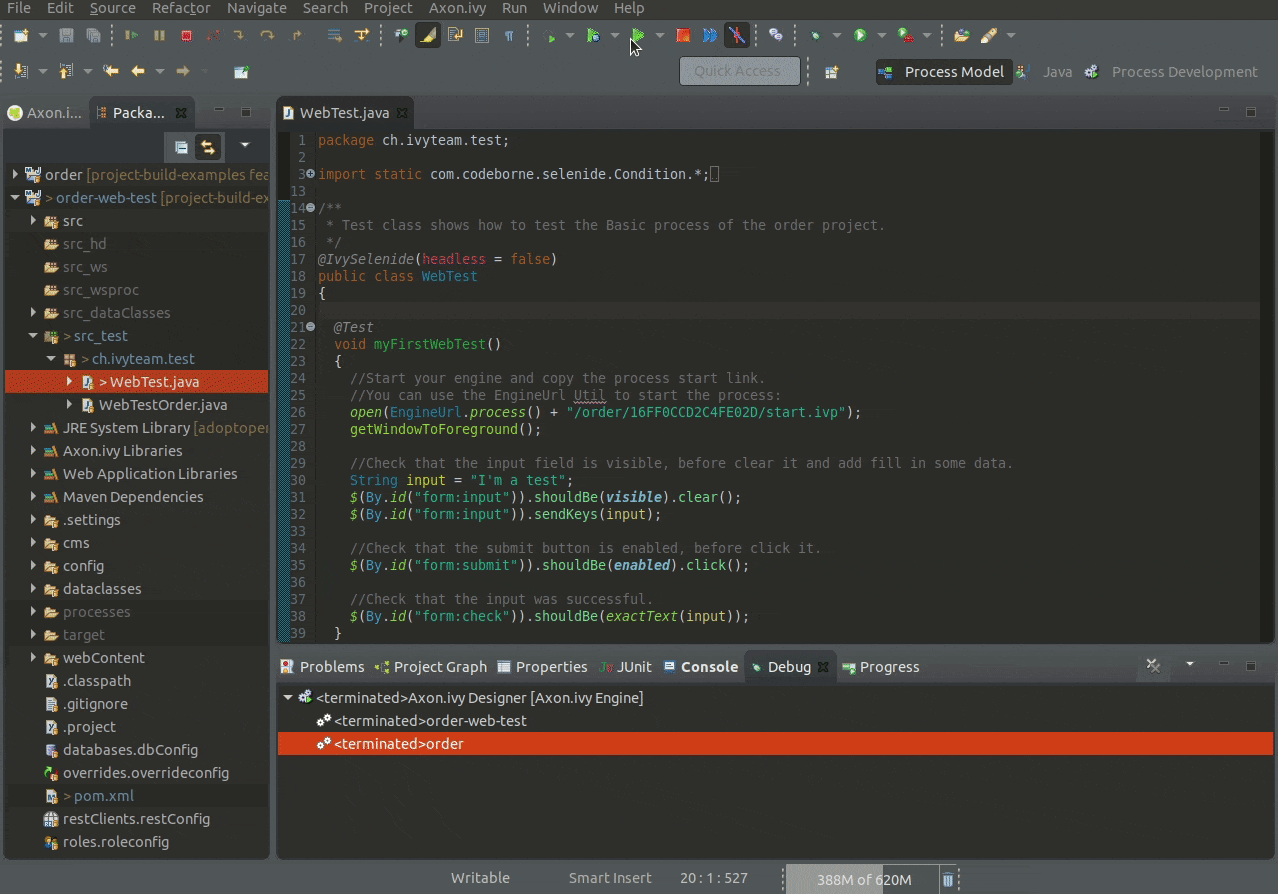 File Edit Source Refactor Navigate Search Project Axon.ivy Run Window Help
Quick Access
Process Model
Java
Process Development
Axon.i...
Packa...
order [project-build-examples fea
> order-web-test [project-build-ex
src
src_hd
src_ws
src_wsproc
src_dataClasses
> src_test
> ch.ivyteam.test
> WebTest.java
WebTestOrder.java
JRE System Library [adoptoper
Axon.ivy Libraries
Web Application Libraries
Maven Dependencies
.settings
cms
config
dataclasses
processes
target
webContent
.classpath
.gitignore
.project
databases.dbConfig
overrides.overrideconfig
> pom.xml
restClients.restConfig
roles.roleconfig
WebTest.java
1 package ch.ivyteam.test;
2
3 import static com.codeborne.selenide.Condition.*;
13
14 /**
15 * Test class shows how to test the Basic process of the order project.
16 */
17 @IvySelenide(headless = false)
18 public class WebTest
19 {
20
21 @Test
22 void myFirstWebTest()
23 {
24 //Start your engine and copy the process start link.
25 //You can use the EngineUrl Util to start the process:
26 open(EngineUrl.process() + "/order/16FF0CCD2C4FE02D/start.ivp");
27 getWindowToForeground();
28
29 //Check that the input field is visible, before clear it and add fill in some data.
30 String input = "I'm a test";
31 $(By.id("form:input")).shouldBe(visible).clear();
32 $(By.id("form:input")).sendKeys(input);
33
34 //Check that the submit button is enabled, before click it.
35 $(By.id("form:submit")).shouldBe(enabled).click();
36
37 //Check that the input was successful.
38 $(By.id("form:check")).shouldBe(exactText(input));
39 }
Problems Project Graph Properties JUnit Console Debug Progress
<terminated>Axon.ivy Designer [Axon.ivy Engine]
<terminated>order-web-test
<terminated>order
Writable
Smart Insert
20 : 1 : 527
388M of 620M